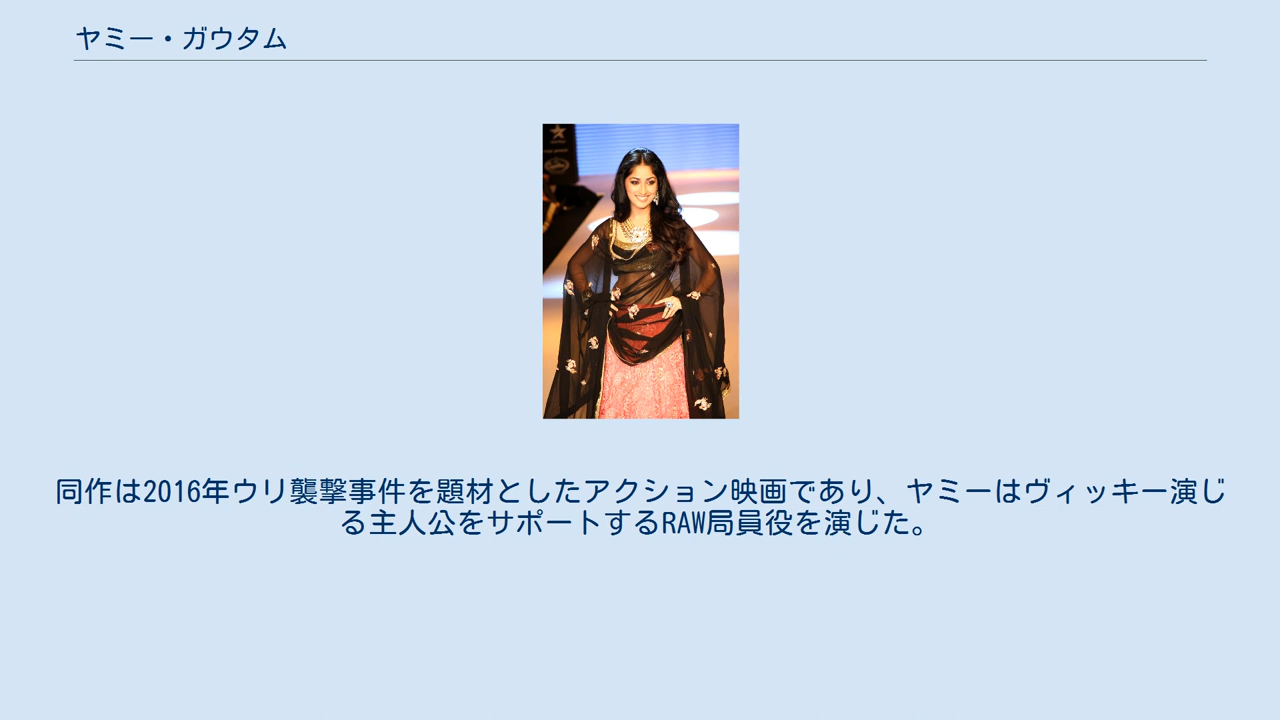 ヤミー・ガウタム
同作は2016年ウリ襲撃事件を題材としたアクション映画であり、ヤミーはヴィッキー演じ
る主人公をサポートするRAW局員役を演じた。